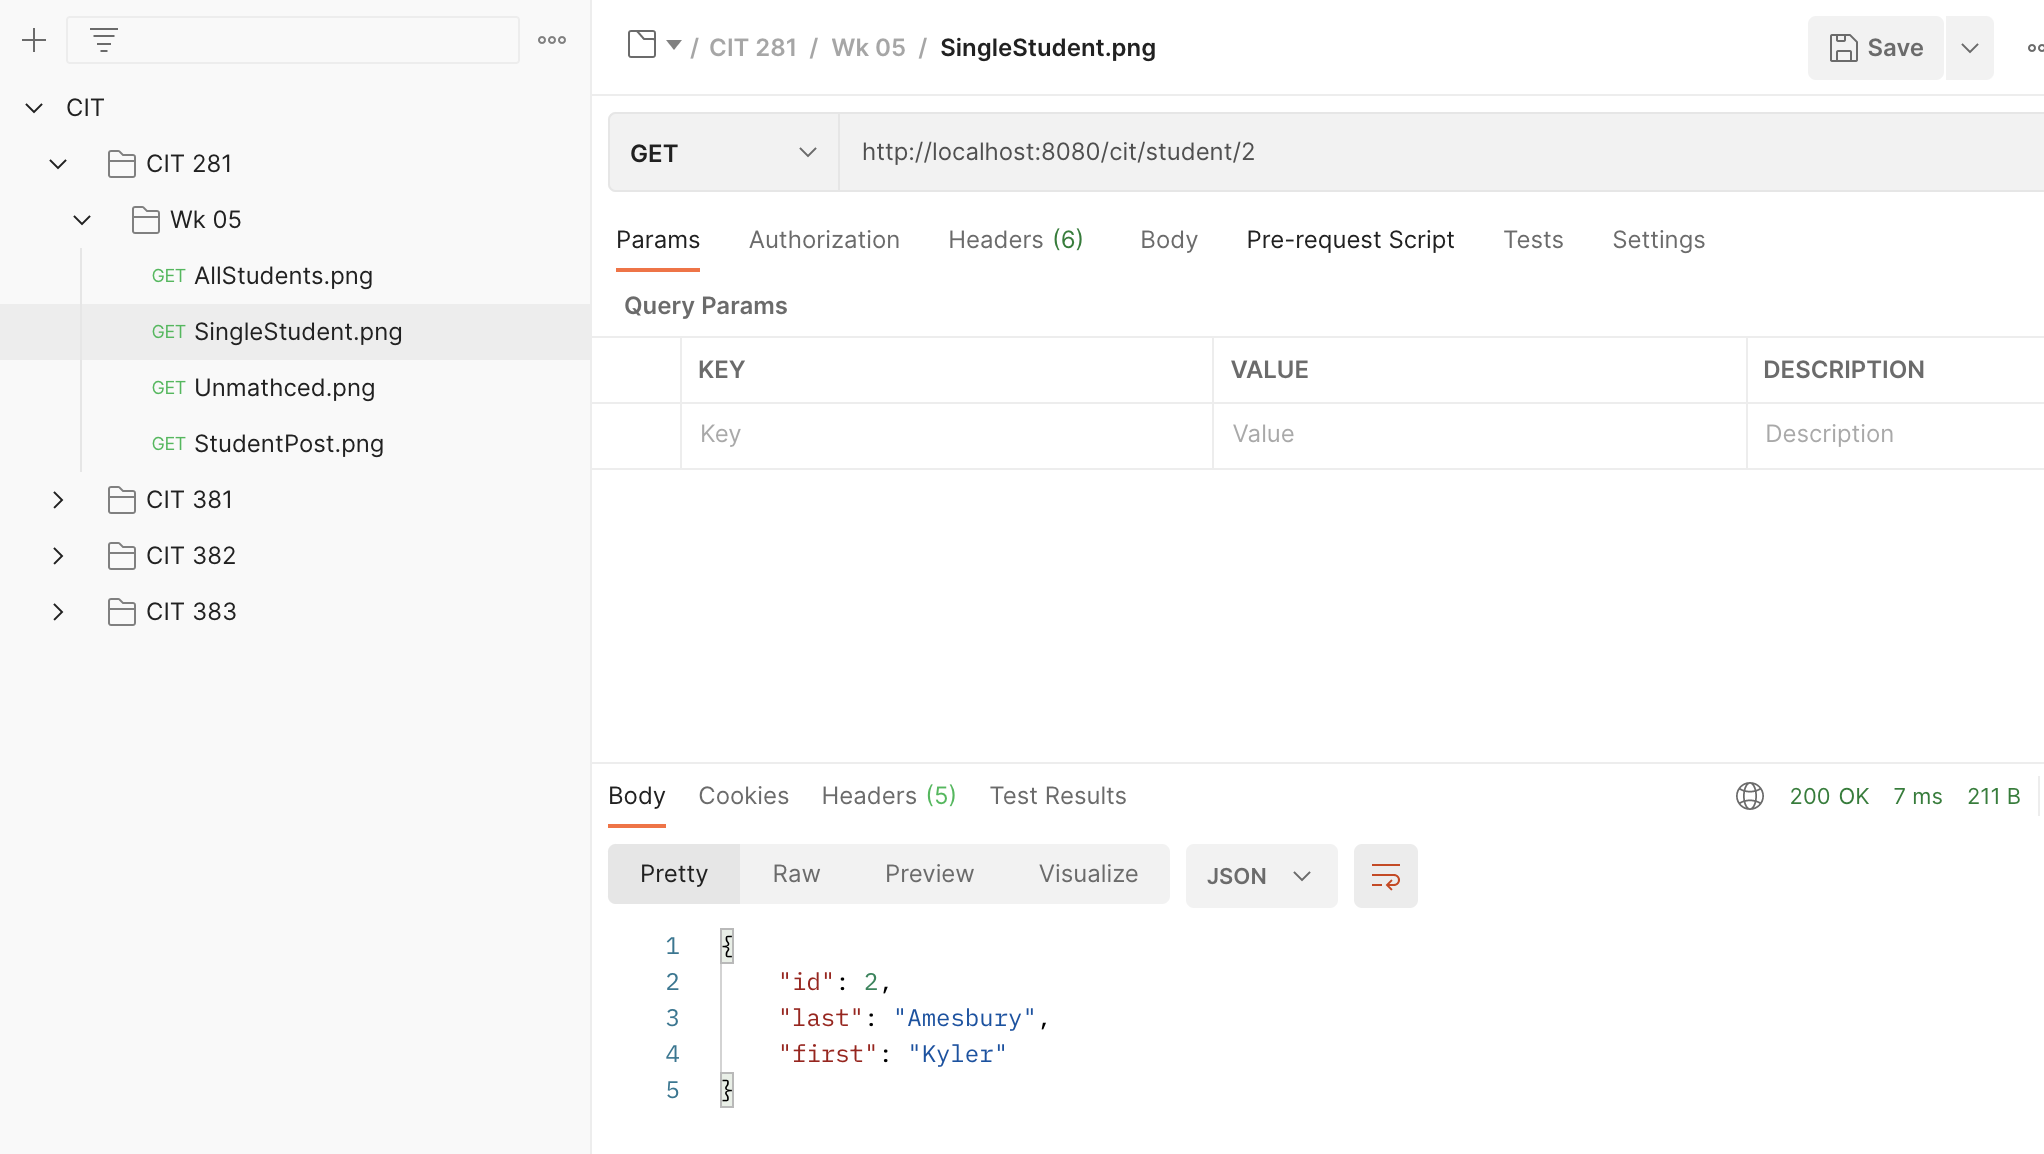 CIT
CIT 281
Wk 05
GET AllStudents.png
GET SingleStudent.png
GET Unmathced.png
GET StudentPost.png
CIT 381
CIT 382
CIT 383
/ CIT 281 / Wk 05 / SingleStudent.png
Save
GET http://localhost:8080/cit/student/2
Params Authorization Headers (6) Body Pre-request Script Tests Settings
Query Params
KEY VALUE DESCRIPTION
Key Value Description
Body Cookies Headers (5) Test Results 200 OK 7 ms 211 B
Pretty Raw Preview Visualize JSON
1 {
2 "id": 2,
3 "last": "Amesbury",
4 "first": "Kyler"
5 }